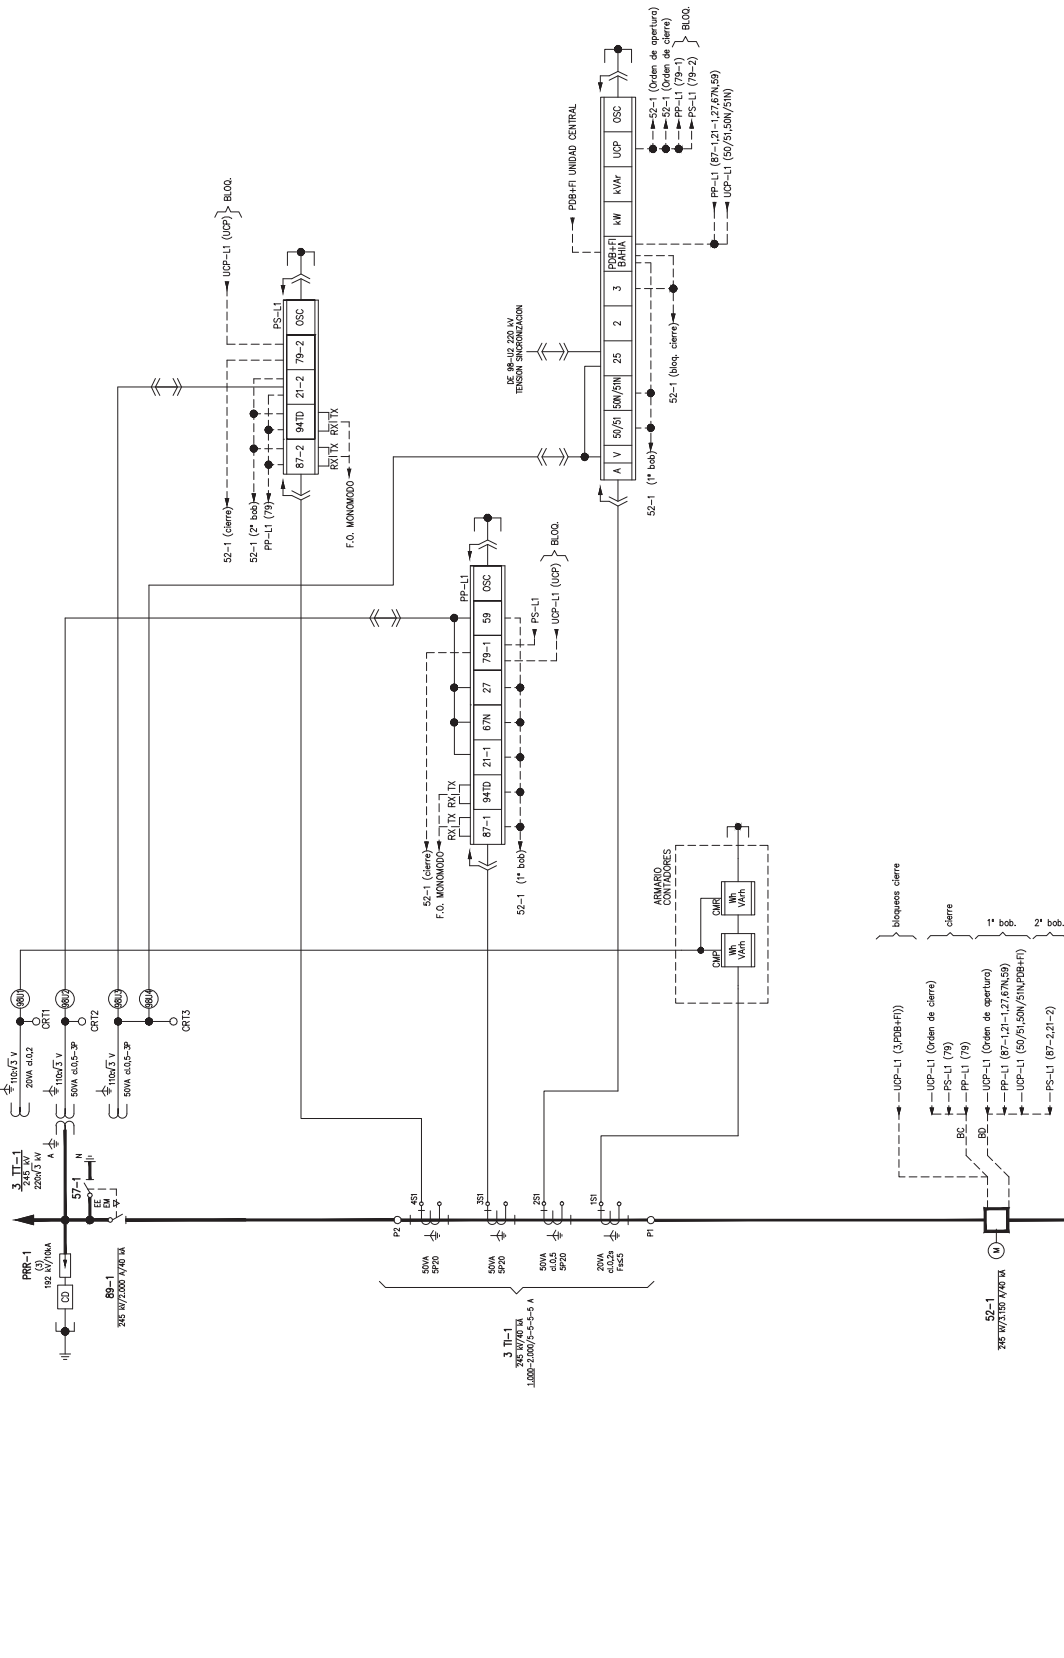 BLOQ.
UCP-L1 (UCP)
PS-L1
OSC
79-2
21-2
94TD
87-2
RX TX
RX TX
52-1 (cierre)
52-1 (2ª bob)
PP-L1 (79)
F.O. MONOMODO
PDB+FI UNIDAD CENTRAL
DE 98-U2 220 kV
TENSION SINCRONIZACION
OSC
UCP
kVAr
kW
PDB+FI
BAHIA
3
2
25
50N/51N
50/51
V
A
52-1 (Orden de apertura)
52-1 (Orden de cierre)
PP-L1 (79-1)
PS-L1 (79-2)
BLOQ.
PP-L1 (87-1,21-1,27,67N,59)
UCP-L1 (50/51,50N/51N)
52-1 (bloq. cierre)
52-1 (1ª bob)
PP-L1
OSC
59
79-1
27
67N
21-1
94TD
87-1
RX TX
RX TX
PS-L1
UCP-L1 (UCP)
BLOQ.
52-1 (cierre)
F.O. MONOMODO
52-1 (1ª bob)
ARMARIO
CONTADORES
CMR
Wh
VArh
CMP
Wh
VArh
98U1
98U2
98U3
98U4
CRT1
CRT2
CRT3
110:√3 V
20VA cl.0,2
110:√3 V
50VA cl.0,5-3P
110:√3 V
50VA cl.0,5-3P
3 TT-1
245 kV
220:√3 kV
A
N
57-1
EE
EM
PRR-1
(3)
192 kV/10kA
CD
89-1
245 kV/2.000 A/40 kA
P2
4S1
3S1
2S1
1S1
P1
50VA
5P20
50VA
5P20
50VA
cl.0,5
5P20
20VA
cl.0,2s
Fs≤5
3 TI-1
245 kV/40 kA
1.000-2.000/5-5-5-5 A
bloqueos cierre
cierre
1ª bob.
2ª bob.
UCP-L1 (3,PDB+FI))
UCP-L1 (Orden de cierre)
PS-L1 (79)
PP-L1 (79)
UCP-L1 (Orden de apertura)
PP-L1 (87-1,21-1,27,67N,59)
UCP-L1 (50/51,50N/51N,PDB+FI)
PS-L1 (87-2,21-2)
BC
BD
M
52-1
245 kV/3.150 A/40 kA